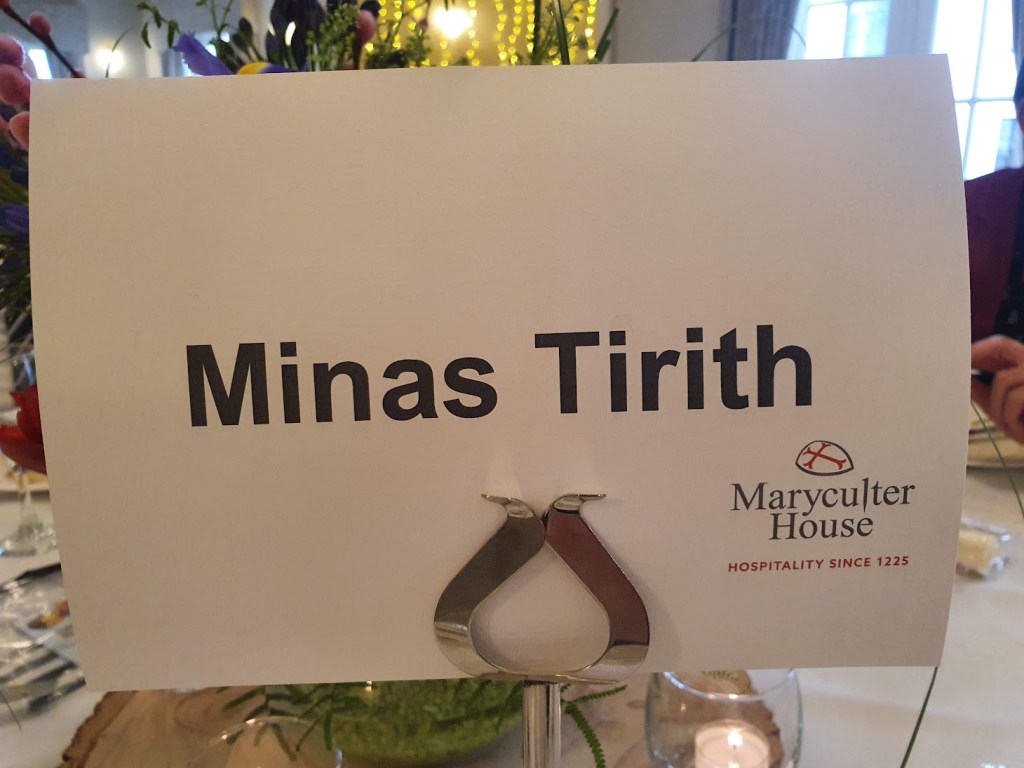 Minas Tirith
Maryculter
House
HOSPITALITY SINCE 1225